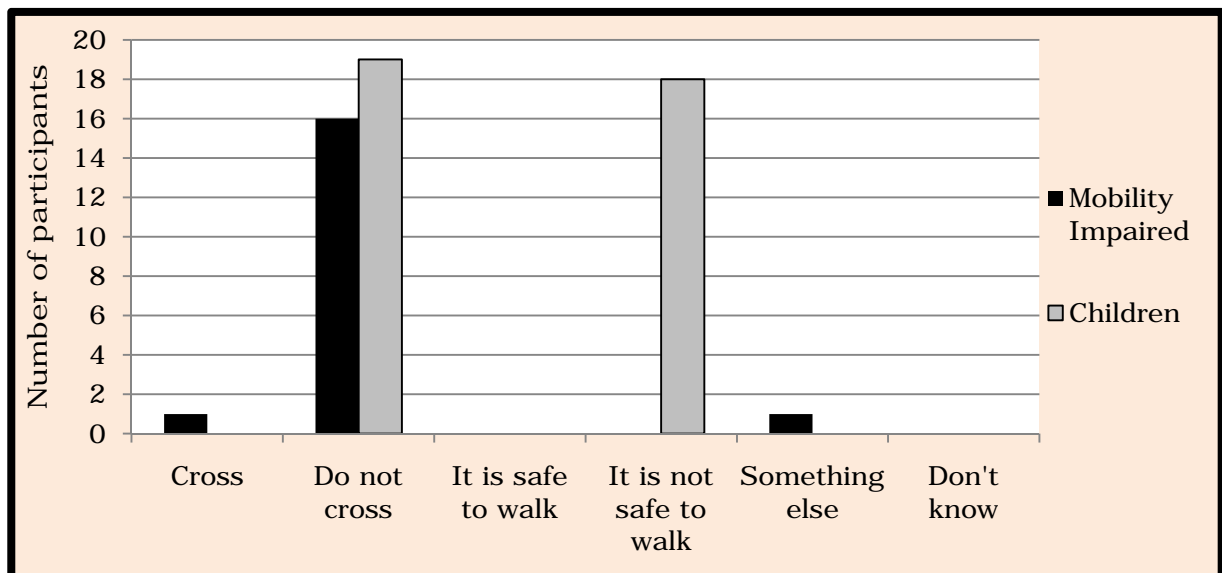 Number of participants
20
18
16
14
12
10
8
6
4
2
0
Cross
Do not
cross
It is safe
to walk
It is not
safe to
walk
Something
else
Don't
know
Mobility
Impaired
Children